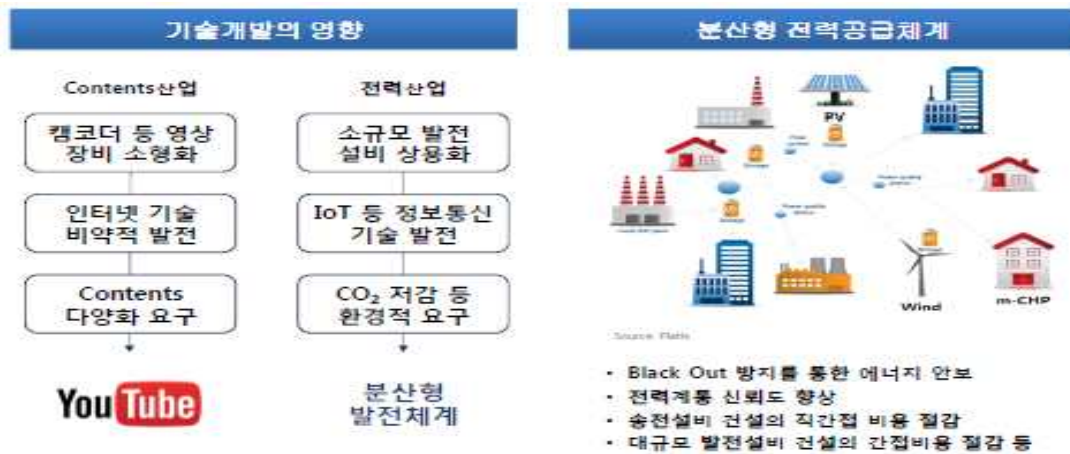 기술개발의 영향
Contents산업
캠코더 등 영상
장비 소형화
인터넷 기술
비약적 발전
Contents
다양화 요구
YouTube
전력산업
소규모 발전
설비 상용화
IoT 등 정보통신
기술 발전
CO₂ 저감 등
환경적 요구
분산형
발전체계
분산형 전력공급체계
PV
Wind
m-CHP
• Black Out 방지를 통한 에너지 안보
• 전력계통 신뢰도 향상
• 송전설비 건설의 직간접 비용 절감
• 대규모 발전설비 건설의 간접비용 절감 등